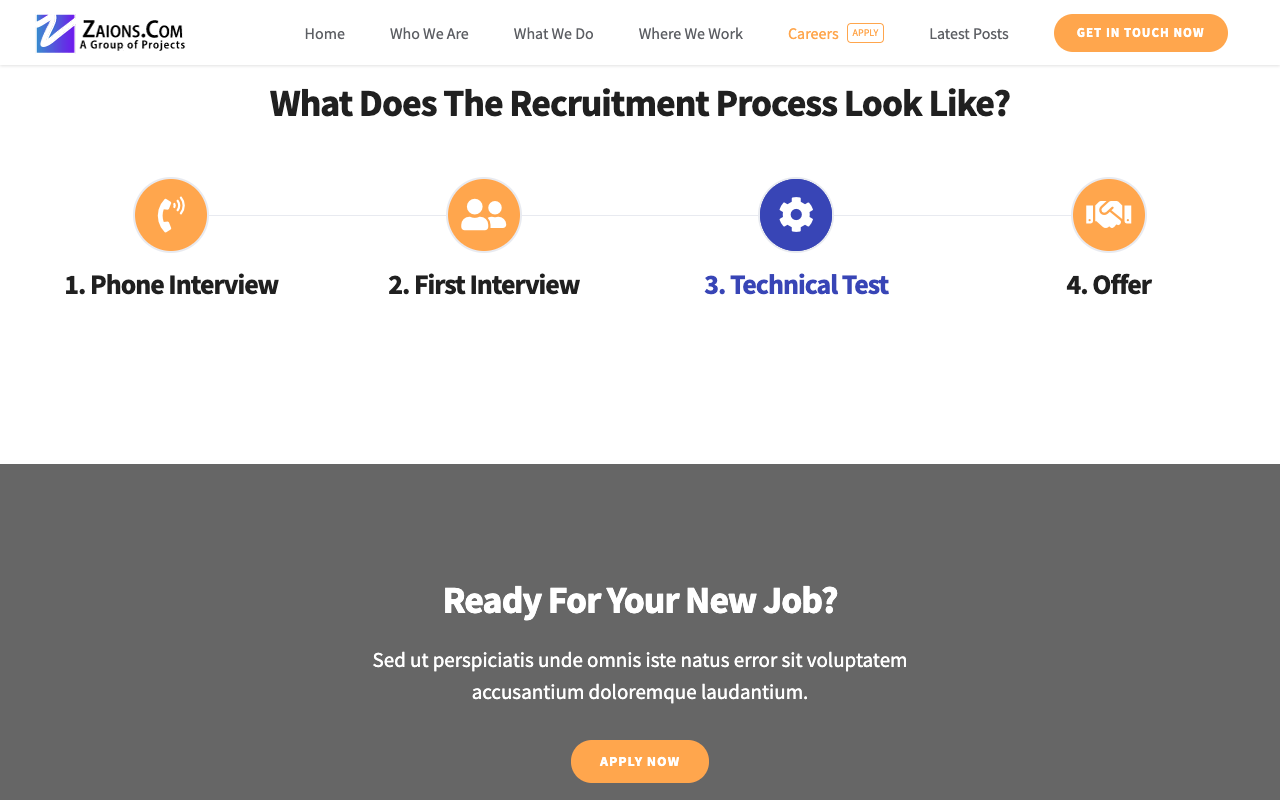 Zaions.Com
A Group of Projects
Home
Who We Are
What We Do
Where We Work
Careers
APPLY
Latest Posts
GET IN TOUCH NOW
What Does The Recruitment Process Look Like?
1. Phone Interview
2. First Interview
3. Technical Test
4. Offer
Ready For Your New Job?
Sed ut perspiciatis unde omnis iste natus error sit voluptatem
accusantium doloremque laudantium.
APPLY NOW